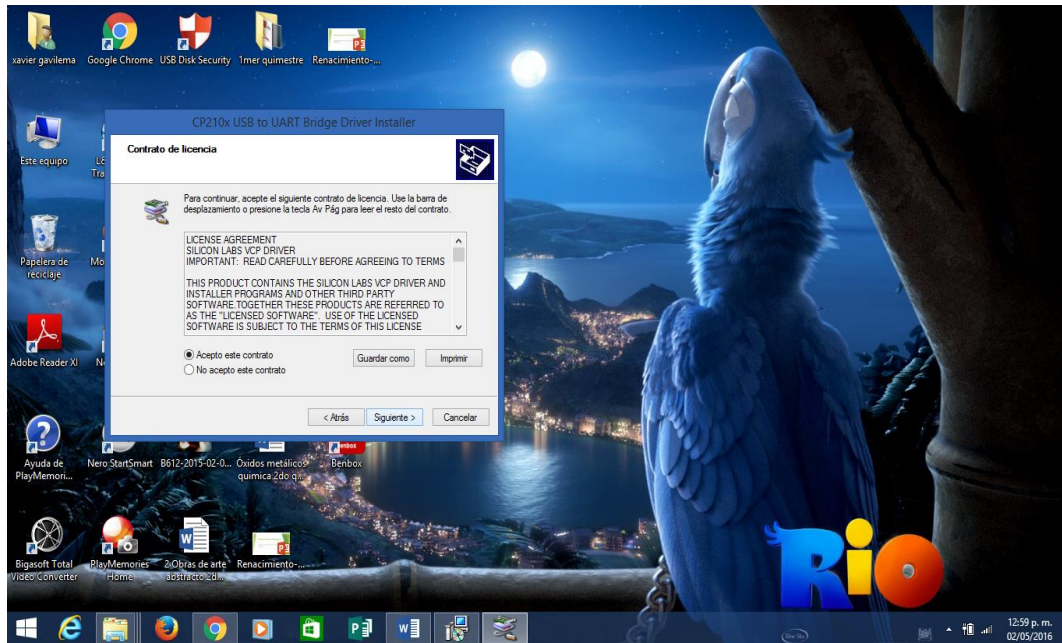 xavier gavilema
Google Chrome
USB Disk Security
1mer quimestre
Renacimiento-...
CP210x USB to UART Bridge Driver Installer
Contrato de licencia
Para continuar, acepte el siguiente contrato de licencia. Use la barra de
desplazamiento o presione la tecla Av Pág para leer el resto del contrato.
LICENSE AGREEMENT
SILICON LABS VCP DRIVER
IMPORTANT: READ CAREFULLY BEFORE AGREEING TO TERMS
THIS PRODUCT CONTAINS THE SILICON LABS VCP DRIVER AND
INSTALLER PROGRAMS AND OTHER THIRD PARTY
SOFTWARE.TOGETHER THESE PRODUCTS ARE REFERRED TO
AS THE "LICENSED SOFTWARE". USE OF THE LICENSED
SOFTWARE IS SUBJECT TO THE TERMS OF THIS LICENSE
Acepto este contrato
No acepto este contrato
Guardar como
Imprimir
< Atrás
Siguiente >
Cancelar
Este equipo
Papelera de
reciclaje
Adobe Reader XI
Ayuda de
PlayMemori...
Nero StartSmart
B612-2015-02-0...
Óxidos metálicos
quimica 2do q...
Benbox
Bigasoft Total
Video Converter
PlayMemories
Home
2 Obras de arte
abstracto 2d...
Renacimiento-...
Rio
12:59 p. m.
02/05/2016